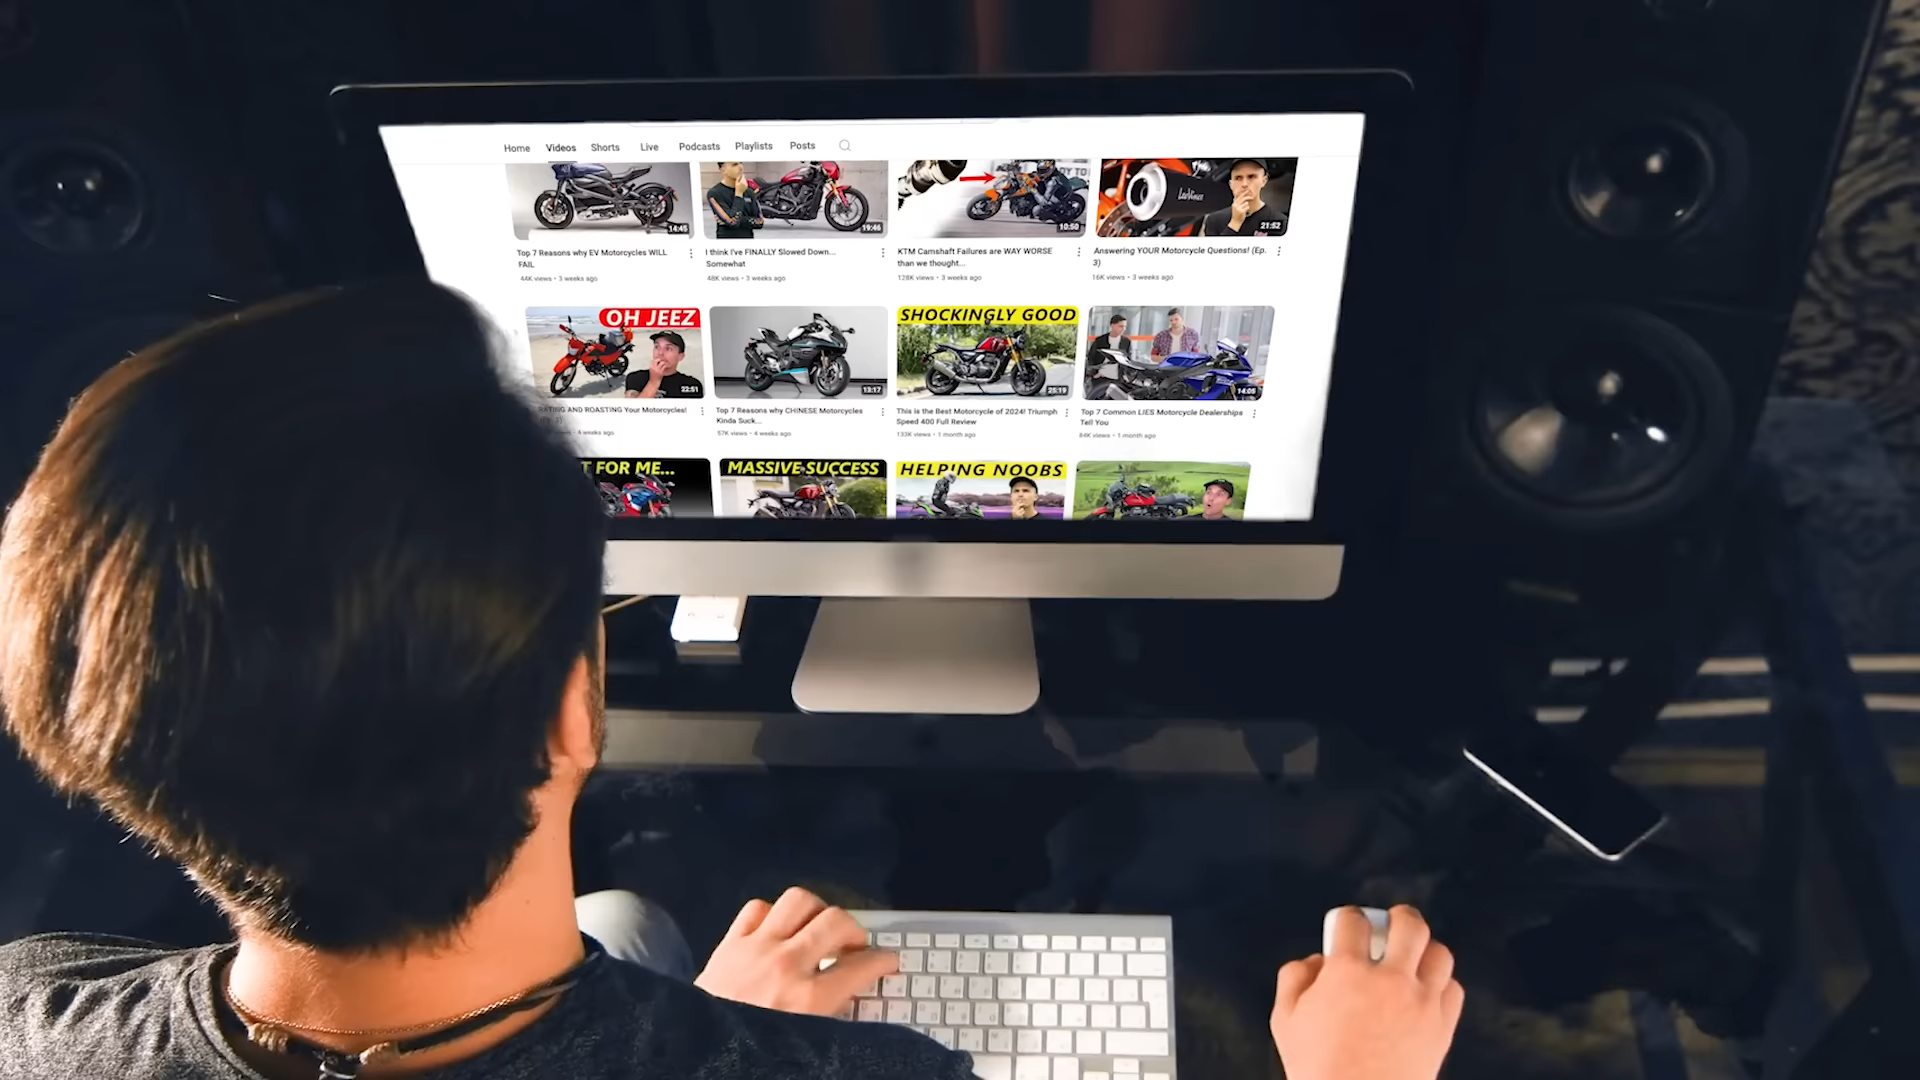 Home Videos Shorts Live Podcasts Playlists Posts
14:45
19:46
DY TO
10:50
LeoVince
21:52
Top 7 Reasons why EV Motorcycles WILL
FAIL
44K views • 3 weeks ago
I think I've FINALLY Slowed Down...
Somewhat
48K views • 3 weeks ago
KTM Camshaft Failures are WAY WORSE
than we thought...
128K views • 3 weeks ago
Answering YOUR Motorcycle Questions! (Ep.
3)
16K views • 3 weeks ago
OH JEEZ
22:51
13:17
SHOCKINGLY GOOD
25:19
14:05
RATING AND ROASTING Your Motorcycles!
views • 4 weeks ago
Top 7 Reasons why CHINESE Motorcycles
Kinda Suck...
57K views • 4 weeks ago
This is the Best Motorcycle of 2024! Triumph
Speed 400 Full Review
133K views • 1 month ago
Top 7 Common LIES Motorcycle Dealerships
Tell You
84K views • 1 month ago
T FOR ME...
MASSIVE SUCCESS
HELPING NOOBS